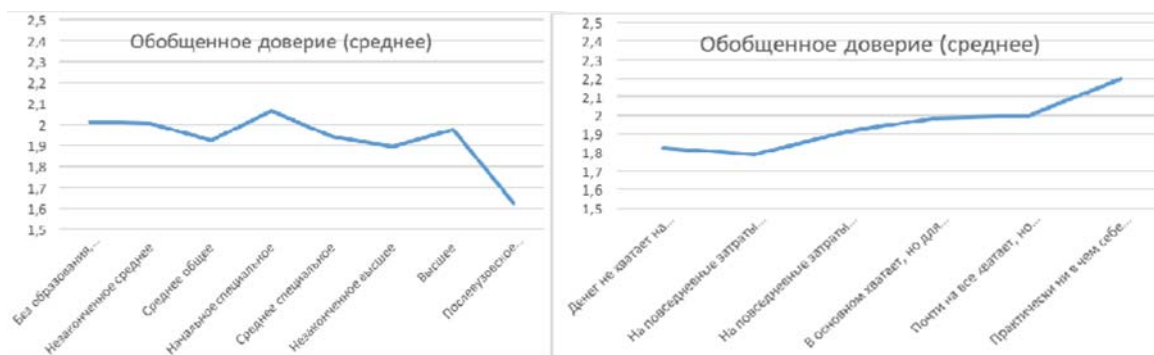 Обобщенное доверие (среднее)
2,5
2,4
2,3
2,2
2,1
2
1,9
1,8
1,7
1,6
1,5
Без образования,...
Незаконченное среднее
Среднее общее
Начальное специальное
Среднее специальное
Незаконченное высшее
Высшее
Послевузовское...
Обобщенное доверие (среднее)
2,5
2,4
2,3
2,2
2,1
2
1,9
1,8
1,7
1,6
1,5
Денег не хватает на...
На повседневные затраты...
На повседневные затраты...
В основном хватает, но для...
Почти на все хватает, но...
Практически ни в чем себе...